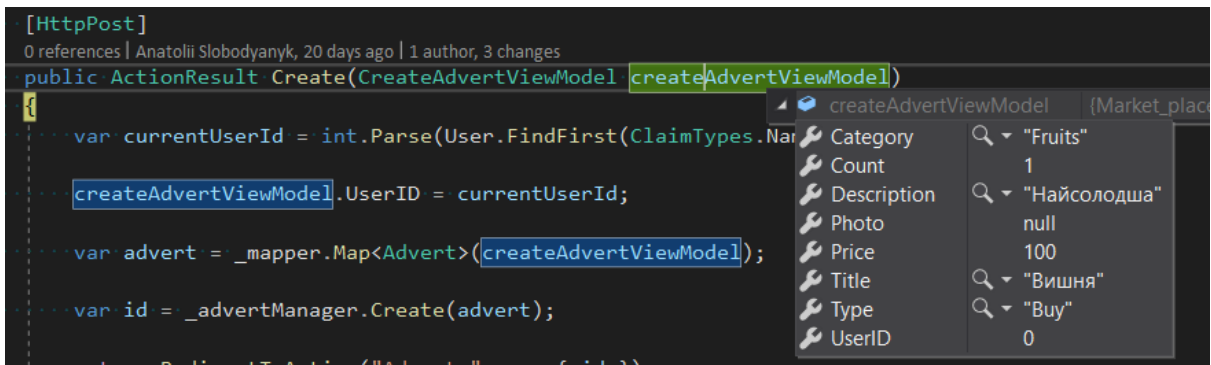 [HttpPost]
0 references | Anatolii Slobodyanyk, 20 days ago | 1 author, 3 changes
public ActionResult Create(CreateAdvertViewModel createAdvertViewModel)
{
createAdvertViewModel {Market_place
var currentUserId = int.Parse(User.FindFirst(ClaimTypes.Na
Category "Fruits"
Count 1
createAdvertViewModel.UserID = currentUserId;
Description "Найсолодша"
Photo null
var advert = _mapper.Map<Advert>(createAdvertViewModel);
Price 100
Title "Вишня"
var id = _advertManager.Create(advert);
Type "Buy"
UserID 0